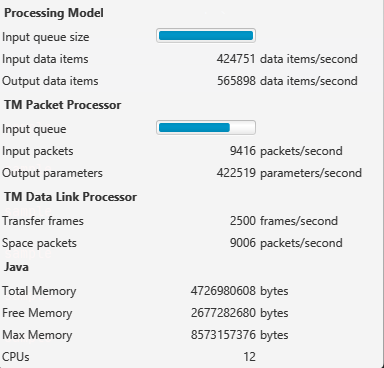 Processing Model
Input queue size
Input data items 424751 data items/second
Output data items 565898 data items/second
TM Packet Processor
Input queue
Input packets 9416 packets/second
Output parameters 422519 parameters/second
TM Data Link Processor
Transfer frames 2500 frames/second
Space packets 9006 packets/second
Java
Total Memory 4726980608 bytes
Free Memory 2677282680 bytes
Max Memory 8573157376 bytes
CPUs 12